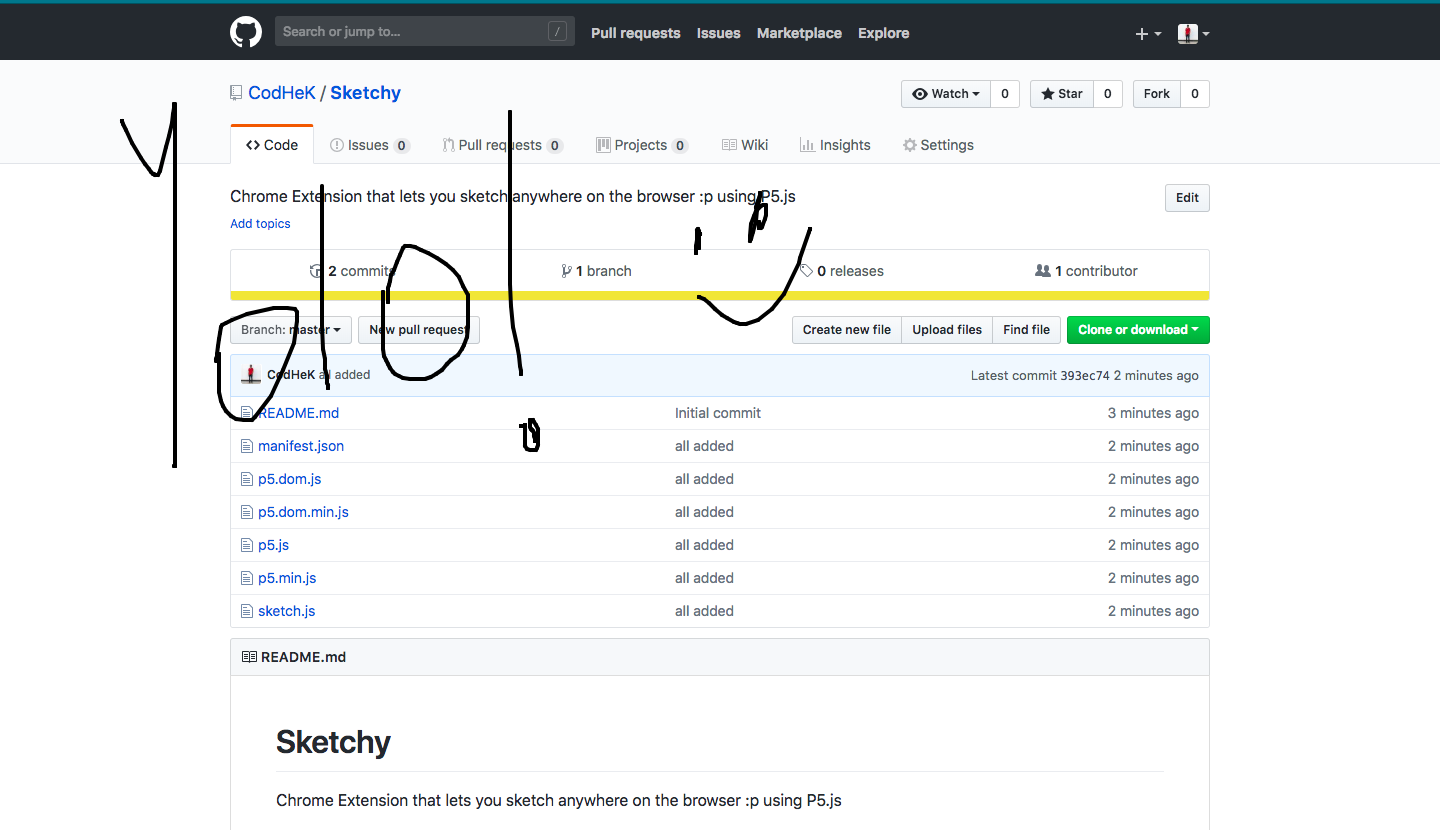 Search or jump to... / Pull requests Issues Marketplace Explore
CodHeK / Sketchy Watch 0 Star 0 Fork 0
Code Issues 0 Pull requests 0 Projects 0 Wiki Insights Settings
Chrome Extension that lets you sketch anywhere on the browser :p using P5.js Edit
Add topics
2 commits 1 branch 0 releases 1 contributor
Branch: master New pull request Create new file Upload files Find file Clone or download
CodHeK all added Latest commit 393ec74 2 minutes ago
README.md Initial commit 3 minutes ago
manifest.json all added 2 minutes ago
p5.dom.js all added 2 minutes ago
p5.dom.min.js all added 2 minutes ago
p5.js all added 2 minutes ago
p5.min.js all added 2 minutes ago
sketch.js all added 2 minutes ago
README.md
Sketchy
Chrome Extension that lets you sketch anywhere on the browser :p using P5.js